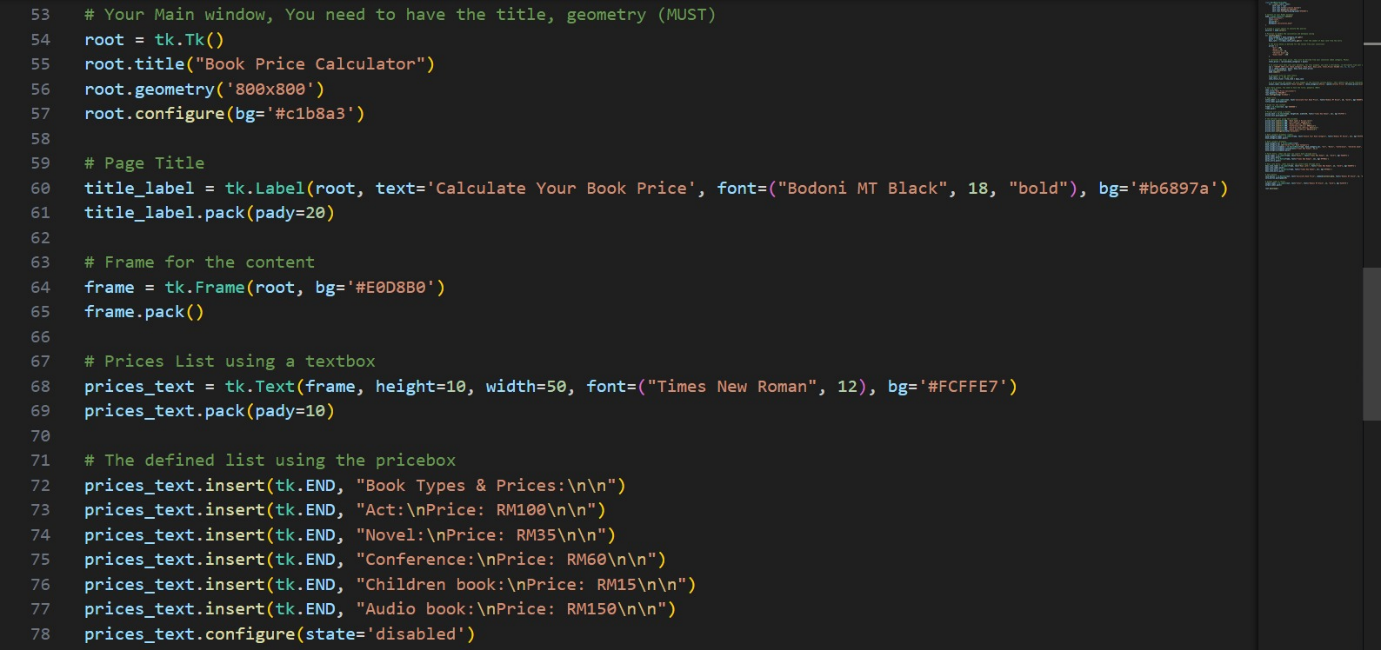 53 # Your Main window, You need to have the title, geometry (MUST)
54 root = tk.Tk()
55 root.title("Book Price Calculator")
56 root.geometry('800x800')
57 root.configure(bg='#c1b8a3')
58
59 # Page Title
60 title_label = tk.Label(root, text='Calculate Your Book Price', font=("Bodoni MT Black", 18, "bold"), bg='#b6897a')
61 title_label.pack(pady=20)
62
63 # Frame for the content
64 frame = tk.Frame(root, bg='#E0D8B0')
65 frame.pack()
66
67 # Prices List using a textbox
68 prices_text = tk.Text(frame, height=10, width=50, font=("Times New Roman", 12), bg='#FCFFE7')
69 prices_text.pack(pady=10)
70
71 # The defined list using the pricebox
72 prices_text.insert(tk.END, "Book Types & Prices:\n\n")
73 prices_text.insert(tk.END, "Act:\nPrice: RM100\n\n")
74 prices_text.insert(tk.END, "Novel:\nPrice: RM35\n\n")
75 prices_text.insert(tk.END, "Conference:\nPrice: RM60\n\n")
76 prices_text.insert(tk.END, "Children book:\nPrice: RM15\n\n")
77 prices_text.insert(tk.END, "Audio book:\nPrice: RM150\n\n")
78 prices_text.configure(state='disabled')